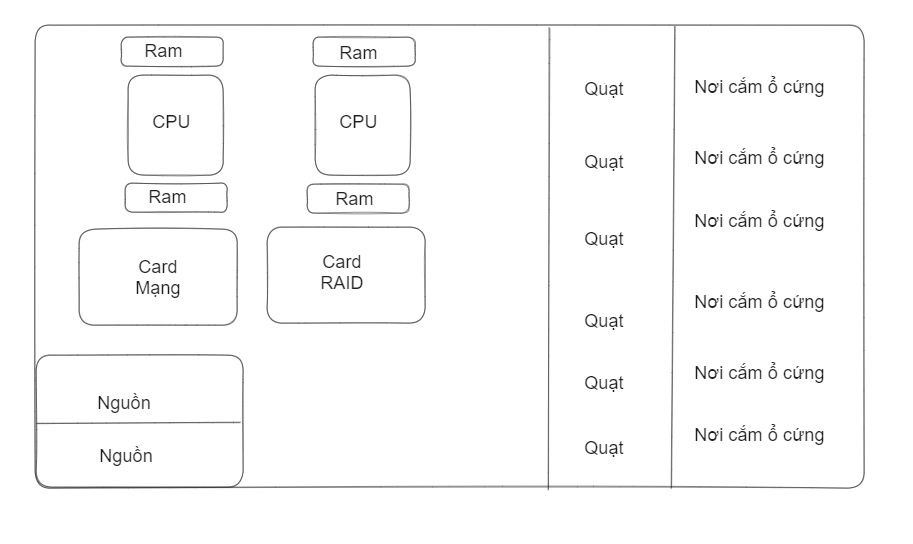 Ram
Ram
CPU
CPU
Ram
Ram
Card
Mạng
Card
RAID
Nguồn
Nguồn
Quạt
Quạt
Quạt
Quạt
Quạt
Quạt
Nơi cắm ổ cứng
Nơi cắm ổ cứng
Nơi cắm ổ cứng
Nơi cắm ổ cứng
Nơi cắm ổ cứng
Nơi cắm ổ cứng